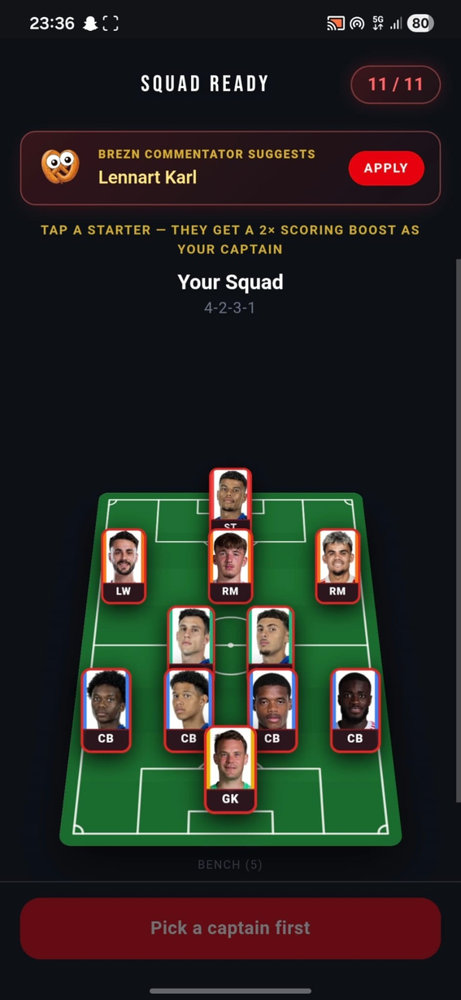 23:36
5G
80
SQUAD READY
11 / 11
BREZN COMMENTATOR SUGGESTS
Lennart Karl
APPLY
TAP A STARTER — THEY GET A 2× SCORING BOOST AS
YOUR CAPTAIN
Your Squad
4-2-3-1
ST
LW
RM
RM
CB
CB
CB
CB
GK
BENCH (5)
Pick a captain first